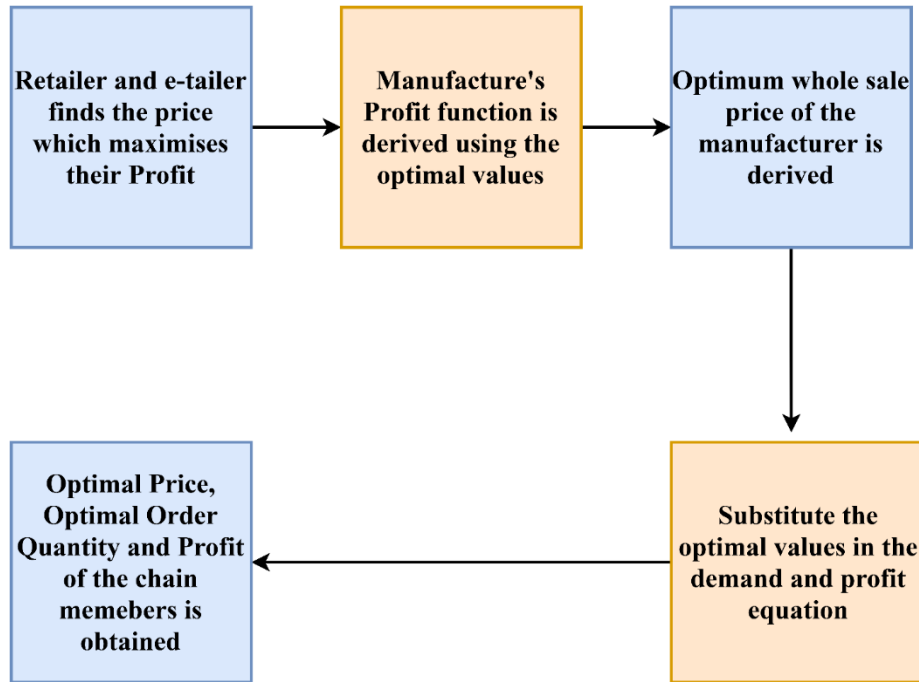 Retailer and e-tailer
finds the price
which maximises
their Profit
Manufacture's
Profit function is
derived using the
optimal values
Optimum whole sale
price of the
manufacturer is
derived
Substitute the
optimal values in the
demand and profit
equation
Optimal Price,
Optimal Order
Quantity and Profit
of the chain
memebers is
obtained